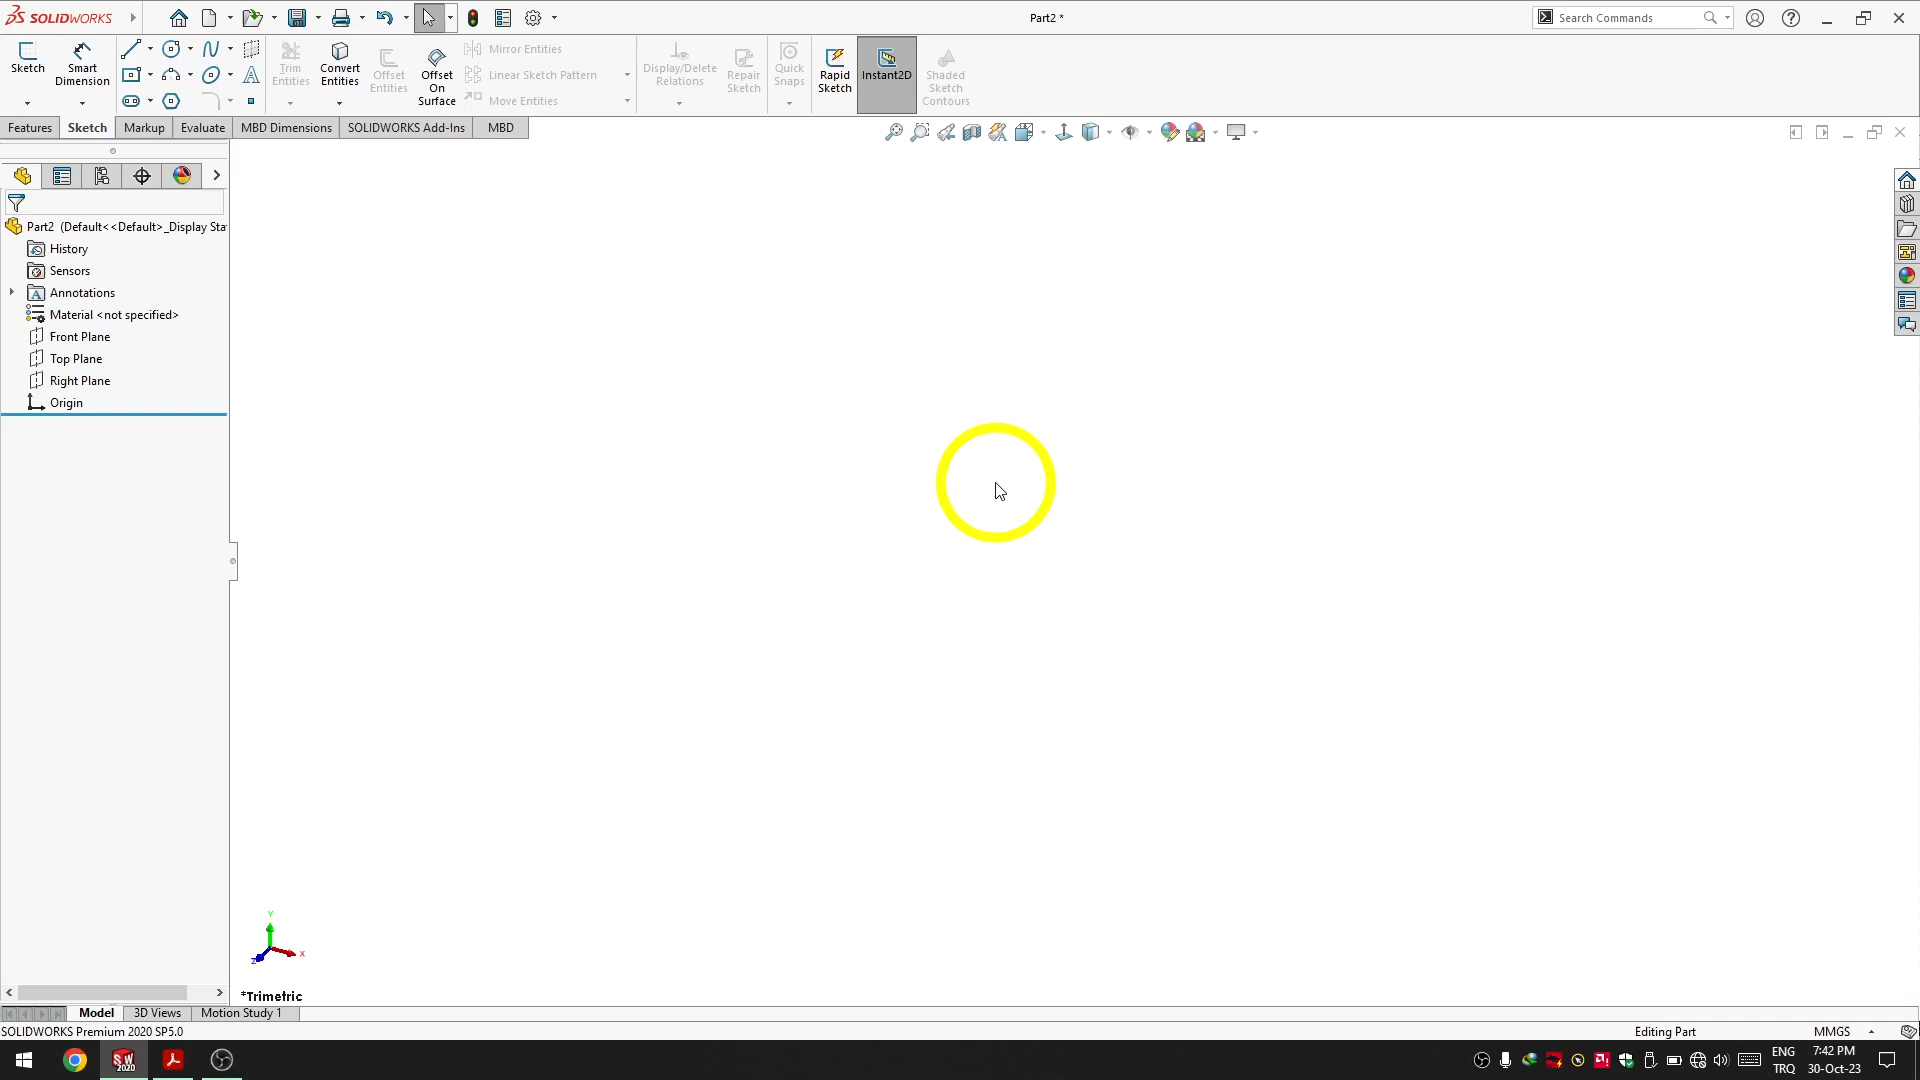 SOLIDWORKS
Part2 *
Search Commands
Sketch
Smart
Dimension
Trim
Entities
Convert
Entities
Offset
Entities
Offset
On
Surface
Mirror Entities
Linear Sketch Pattern
Move Entities
Display/Delete
Relations
Repair
Sketch
Quick
Snaps
Rapid
Sketch
Instant2D
Shaded
Sketch
Contours
Features
Sketch
Markup
Evaluate
MBD Dimensions
SOLIDWORKS Add-Ins
MBD
Part2 (Default<<Default>_Display Sta
History
Sensors
Annotations
Material <not specified>
Front Plane
Top Plane
Right Plane
Origin
Y
X
Z
*Trimetric
Model
3D Views
Motion Study 1
SOLIDWORKS Premium 2020 SP5.0
Editing Part
MMGS
SW
2020
ENG
TRQ
7:42 PM
30-Oct-23